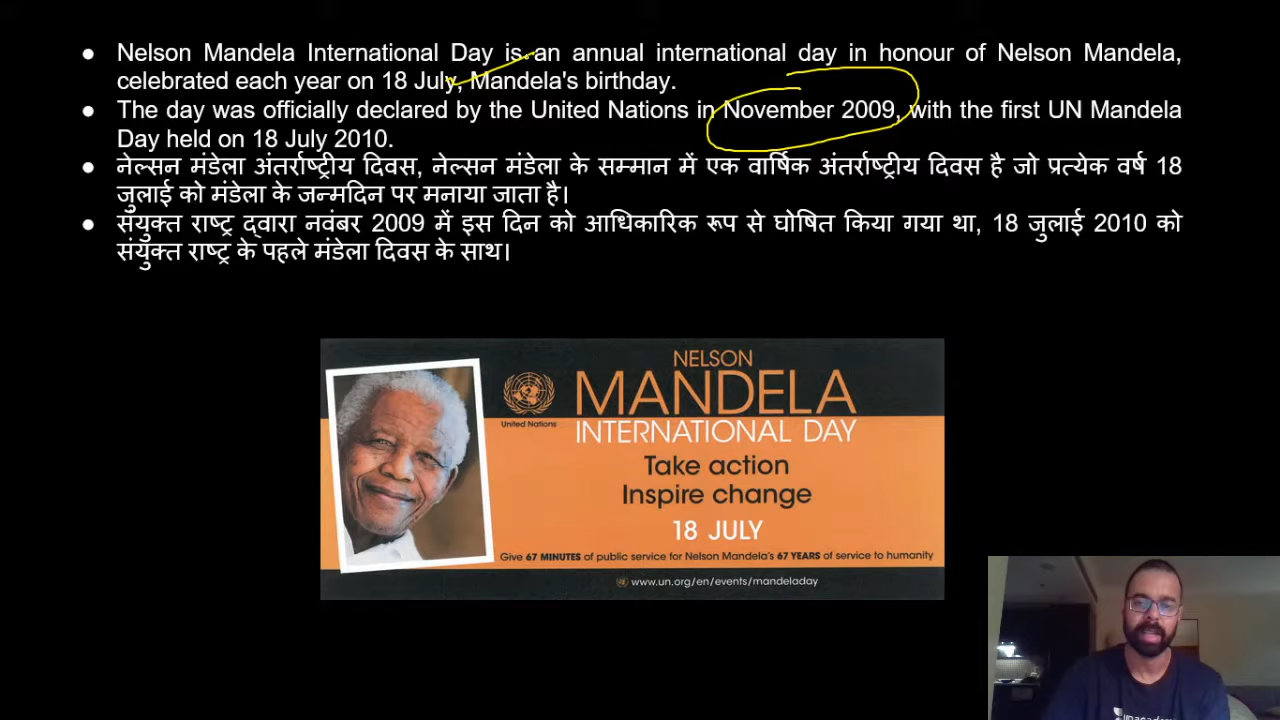 Nelson Mandela International Day is an annual international day in honour of Nelson Mandela,
celebrated each year on 18 July, Mandela's birthday.
The day was officially declared by the United Nations in November 2009, with the first UN Mandela
Day held on 18 July 2010.
नेल्सन मंडेला अंतर्राष्ट्रीय दिवस, नेल्सन मंडेला के सम्मान में एक वार्षिक अंतर्राष्ट्रीय दिवस है जो प्रत्येक वर्ष 18
जुलाई को मंडेला के जन्मदिन पर मनाया जाता है।
संयुक्त राष्ट्र द्वारा नवंबर 2009 में इस दिन को आधिकारिक रूप से घोषित किया गया था, 18 जुलाई 2010 को
संयुक्त राष्ट्र के पहले मंडेला दिवस के साथ।
NELSON
MANDELA
United Nations
INTERNATIONAL DAY
Take action
Inspire change
18 JULY
Give 67 MINUTES of public service for Nelson Mandela's 67 YEARS of service to humanity
www.un.org/en/events/mandeladay